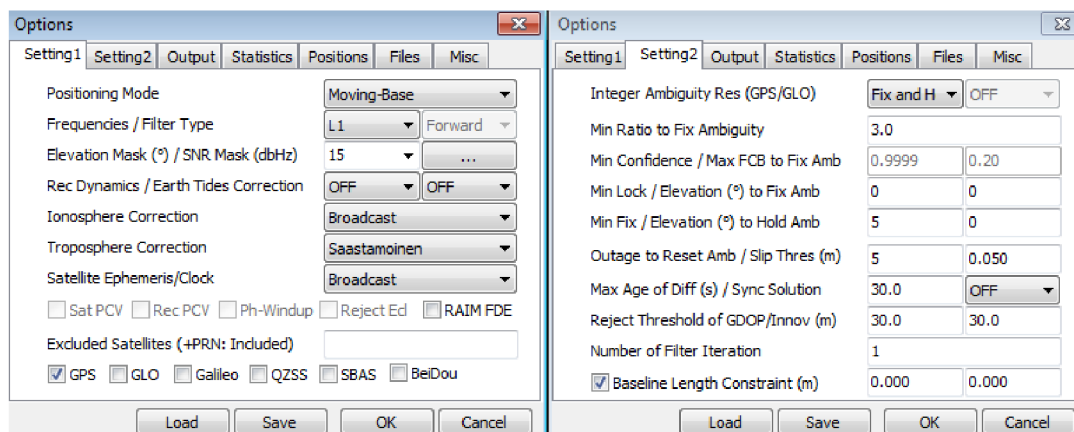 Options
Setting1 Setting2 Output Statistics Positions Files Misc
Positioning Mode Moving-Base
Frequencies / Filter Type L1 Forward
Elevation Mask (°) / SNR Mask (dbHz) 15 ...
Rec Dynamics / Earth Tides Correction OFF OFF
Ionosphere Correction Broadcast
Troposphere Correction Saastamoinen
Satellite Ephemeris/Clock Broadcast
Sat PCV Rec PCV Ph-Windup Reject Ecl RAIM FDE
Excluded Satellites (+PRN: Included)
GPS GLO Galileo QZSS SBAS BeiDou
Load Save OK Cancel
Options
Setting1 Setting2 Output Statistics Positions Files Misc
Integer Ambiguity Res (GPS/GLO) Fix and H OFF
Min Ratio to Fix Ambiguity 3.0
Min Confidence / Max FCB to Fix Amb 0.9999 0.20
Min Lock / Elevation (°) to Fix Amb 0 0
Min Fix / Elevation (°) to Hold Amb 5 0
Outage to Reset Amb / Slip Thres (m) 5 0.050
Max Age of Diff (s) / Sync Solution 30.0 OFF
Reject Threshold of GDOP/Innov (m) 30.0 30.0
Number of Filter Iteration 1
Baseline Length Constraint (m) 0.000 0.000
Load Save OK Cancel